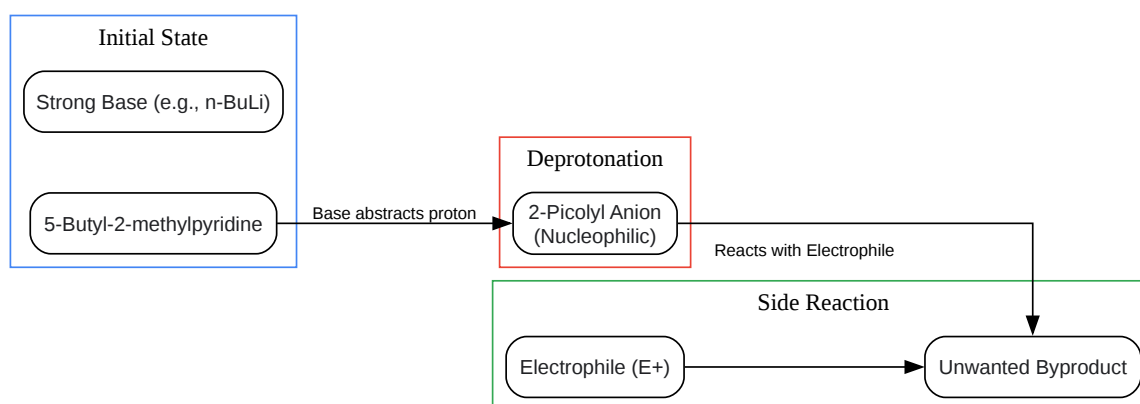 Initial State
Strong Base (e.g., n-BuLi)
5-Butyl-2-methylpyridine
Base abstracts proton
Deprotonation
2-Picolyl Anion
(Nucleophilic)
Reacts with Electrophile
Side Reaction
Electrophile (E+)
Unwanted Byproduct